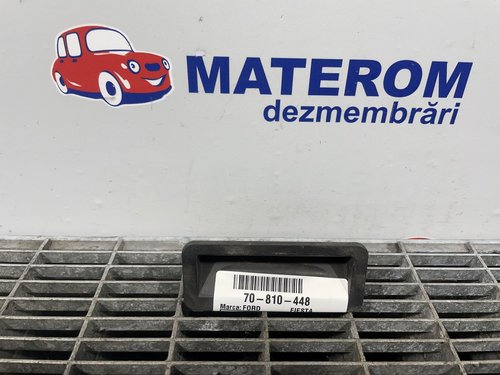 MATEROM
dezmembrări
70-810-448
Marca: FORD FIESTA